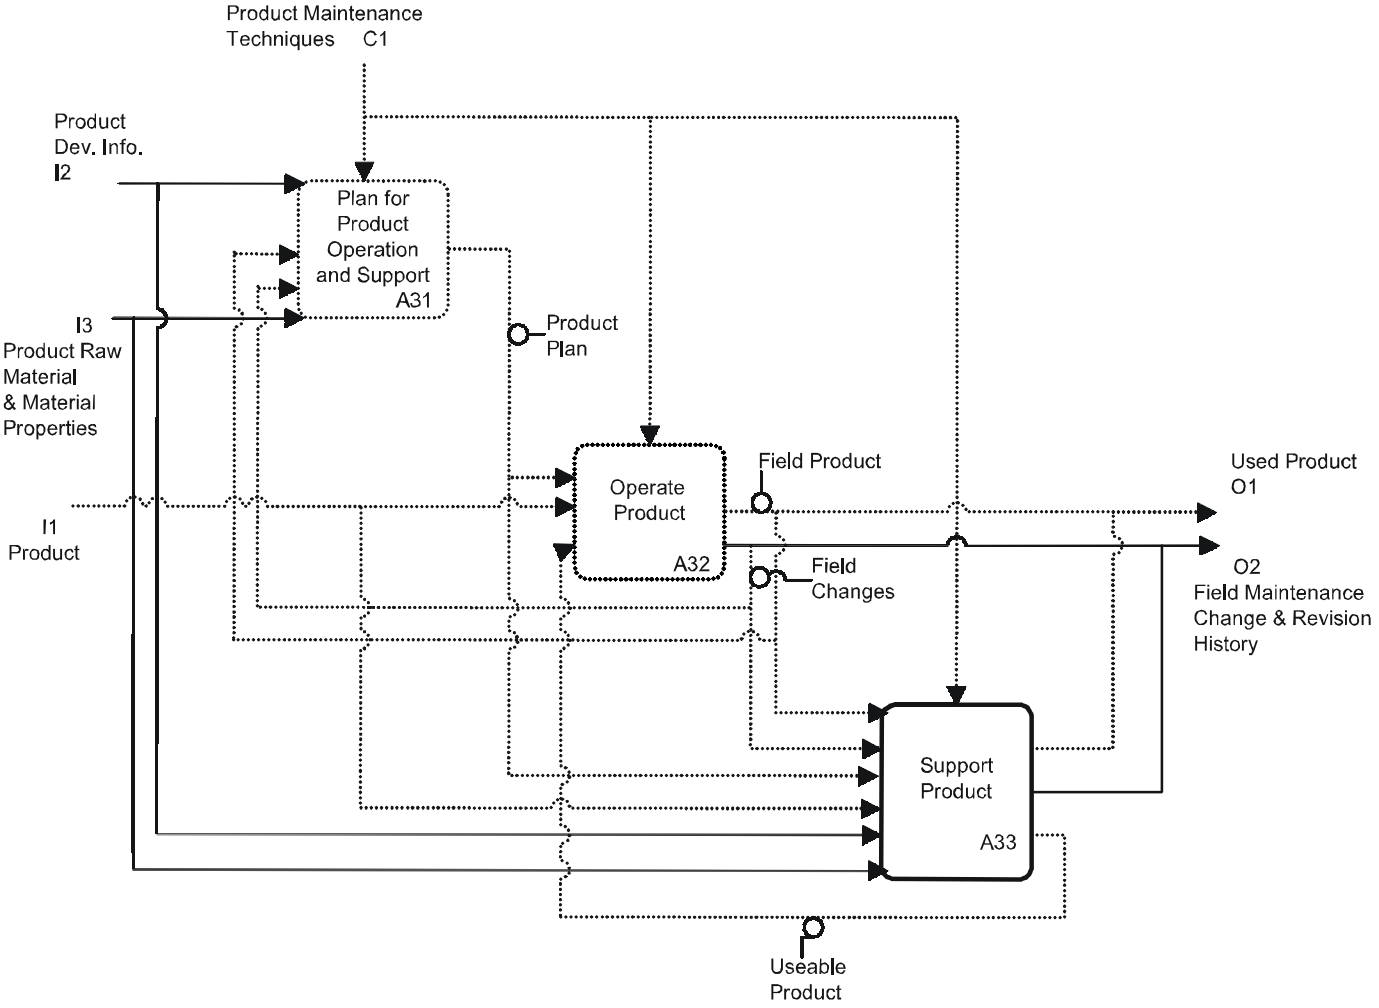 Product Maintenance
Techniques C1
Product
Dev. Info.
I2
Plan for
Product
Operation
and Support
A31
I3
Product Raw
Material
& Material
Properties
Product
Plan
Operate
Product
A32
Field Product
Used Product
O1
I1
Product
Field
Changes
O2
Field Maintenance
Change & Revision
History
Support
Product
A33
Useable
Product